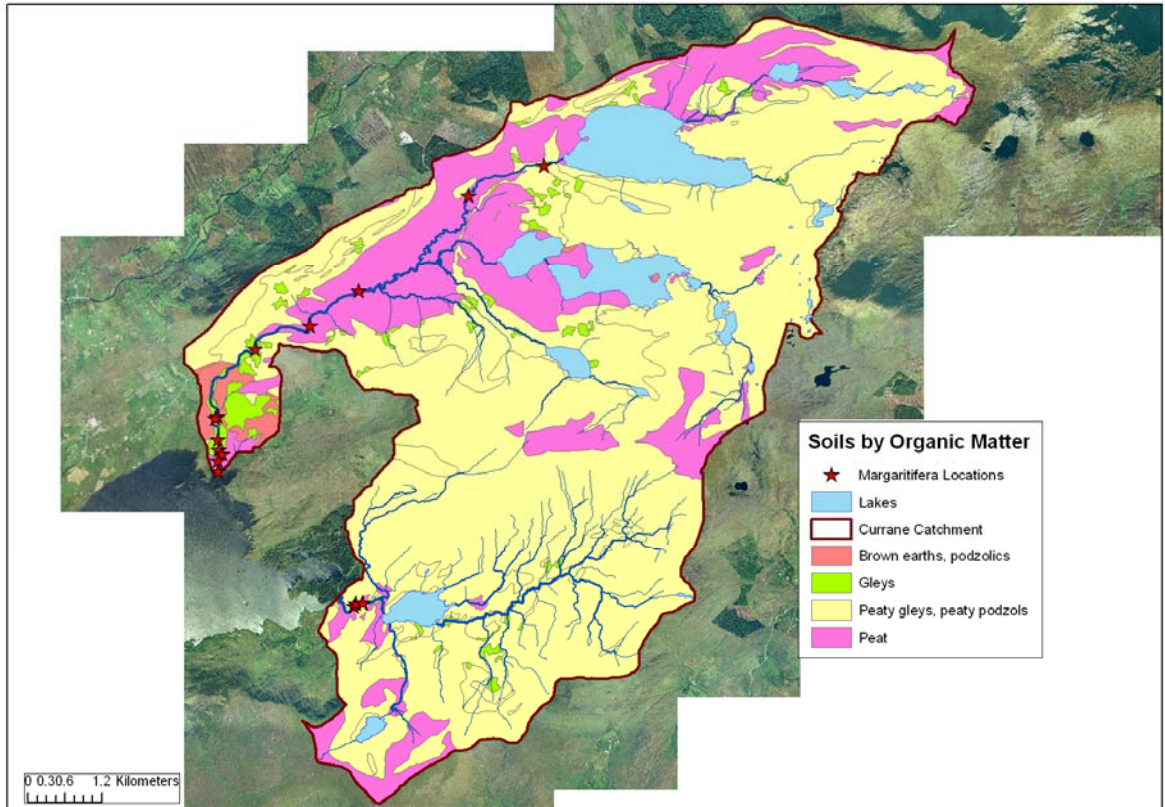 Soils by Organic Matter
Margaritifera Locations
Lakes
Currane Catchment
Brown earths, podzolics
Gleys
Peaty gleys, peaty podzols
Peat
0 0.30.6 1.2 Kilometers